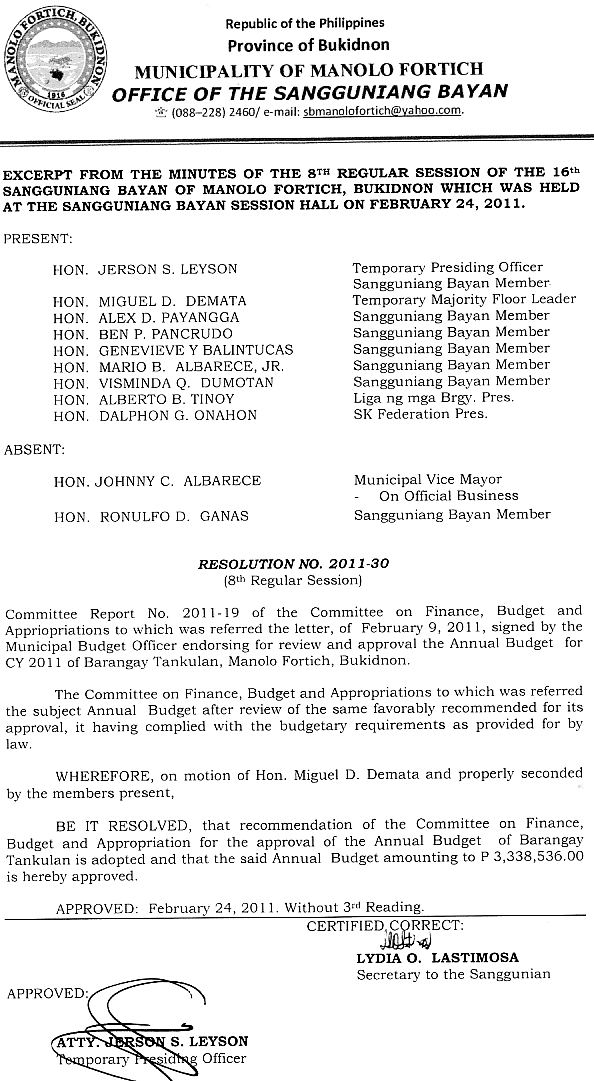 Republic of the Philippines
Province of Bukidnon
MUNICIPALITY OF MANOLO FORTICH
OFFICE OF THE SANGGUNIANG BAYAN
☏ (088–228) 2460/ e-mail: sbmanolofortich@yahoo.com.
MANOLO FORTICH, BUKIDNON
1916
OFFICIAL SEAL
EXCERPT FROM THE MINUTES OF THE 8TH REGULAR SESSION OF THE 16th
SANGGUNIANG BAYAN OF MANOLO FORTICH, BUKIDNON WHICH WAS HELD
AT THE SANGGUNIANG BAYAN SESSION HALL ON FEBRUARY 24, 2011.
PRESENT:
HON. JERSON S. LEYSON Temporary Presiding Officer
Sangguniang Bayan Member
HON. MIGUEL D. DEMATA Temporary Majority Floor Leader
HON. ALEX D. PAYANGGA Sangguniang Bayan Member
HON. BEN P. PANCRUDO Sangguniang Bayan Member
HON. GENEVIEVE Y BALINTUCAS Sangguniang Bayan Member
HON. MARIO B. ALBARECE, JR. Sangguniang Bayan Member
HON. VISMINDA Q. DUMOTAN Sangguniang Bayan Member
HON. ALBERTO B. TINOY Liga ng mga Brgy. Pres.
HON. DALPHON G. ONAHON SK Federation Pres.
ABSENT:
HON. JOHNNY C. ALBARECE Municipal Vice Mayor
- On Official Business
HON. RONULFO D. GANAS Sangguniang Bayan Member
RESOLUTION NO. 2011-30
(8th Regular Session)
Committee Report No. 2011-19 of the Committee on Finance, Budget and
Appriopriations to which was referred the letter, of February 9, 2011, signed by the
Municipal Budget Officer endorsing for review and approval the Annual Budget for
CY 2011 of Barangay Tankulan, Manolo Fortich, Bukidnon.
The Committee on Finance, Budget and Appropriations to which was referred
the subject Annual Budget after review of the same favorably recommended for its
approval, it having complied with the budgetary requirements as provided for by
law.
WHEREFORE, on motion of Hon. Miguel D. Demata and properly seconded
by the members present,
BE IT RESOLVED, that recommendation of the Committee on Finance,
Budget and Appropriation for the approval of the Annual Budget of Barangay
Tankulan is adopted and that the said Annual Budget amounting to P 3,338,536.00
is hereby approved.
APPROVED: February 24, 2011. Without 3rd Reading.
CERTIFIED CORRECT:
LYDIA O. LASTIMOSA
Secretary to the Sanggunian
APPROVED:
ATTY. JERSON S. LEYSON
Temporary Presiding Officer